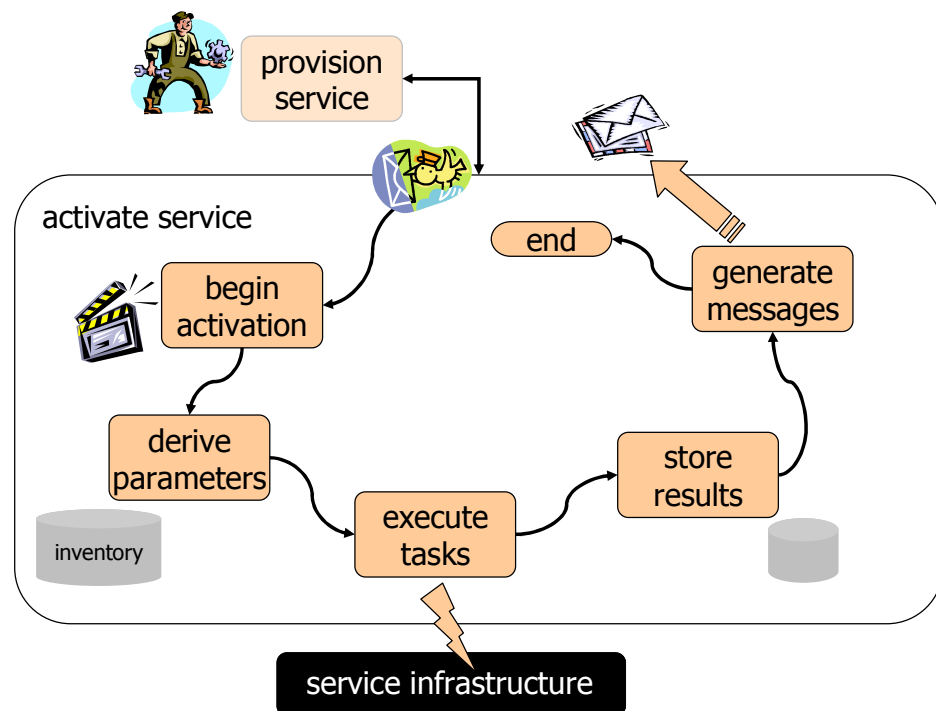 provision
service
activate service
end
begin
activation
generate
messages
derive
parameters
store
results
execute
tasks
inventory
service infrastructure